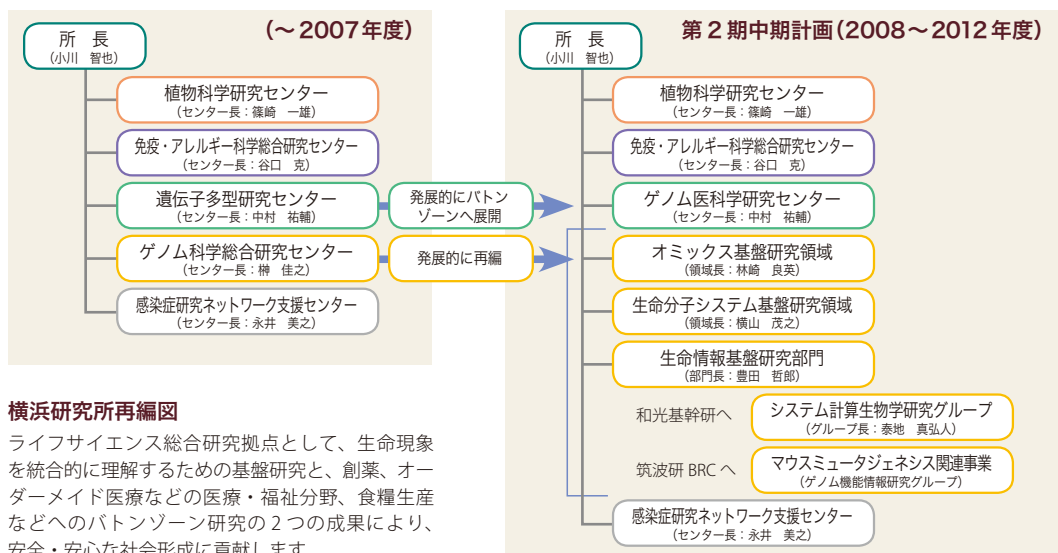 (～2007年度)
所 長
(小川 智也)
植物科学研究センター
(センター長：篠崎 一雄)
免疫・アレルギー科学総合研究センター
(センター長：谷口 克)
遺伝子多型研究センター
(センター長：中村 祐輔)
ゲノム科学総合研究センター
(センター長：榊 佳之)
感染症研究ネットワーク支援センター
(センター長：永井 美之)
発展的にバトン
ゾーンへ展開
発展的に再編
第2期中期計画(2008～2012年度)
所 長
(小川 智也)
植物科学研究センター
(センター長：篠崎 一雄)
免疫・アレルギー科学総合研究センター
(センター長：谷口 克)
ゲノム医科学研究センター
(センター長：中村 祐輔)
オミックス基盤研究領域
(領域長：林崎 良英)
生命分子システム基盤研究領域
(領域長：横山 茂之)
生命情報基盤研究部門
(部門長：豊田 哲郎)
和光基幹研へ
システム計算生物学研究グループ
(グループ長：泰地 真弘人)
筑波研 BRC へ
マウスミュータジェネシス関連事業
(ゲノム機能情報研究グループ)
感染症研究ネットワーク支援センター
(センター長：永井 美之)
横浜研究所再編図
ライフサイエンス総合研究拠点として、生命現象
を統合的に理解するための基盤研究と、創薬、オー
ダーメイド医療などの医療・福祉分野、食糧生産
などへのバトンゾーン研究の2つの成果により、
安全・安心な社会形成に貢献します